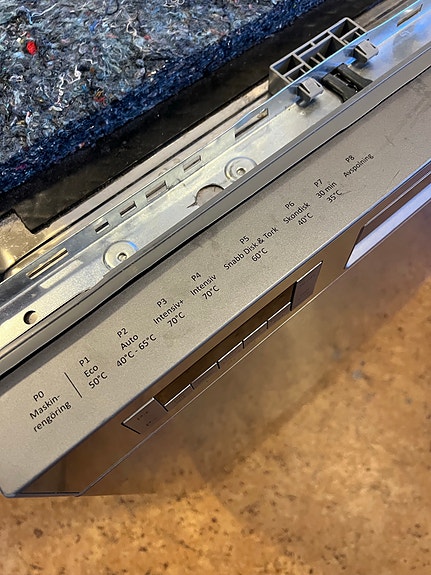 P0
Maskin-
rengöring
P1
Eco
50°C
P2
Auto
40°C - 65°C
P3
Intensiv+
70°C
P4
Intensiv
70°C
P5
Snabb Disk & Tork
60°C
P6
Skondisk
40°C
P7
30 min
35°C
P8
Avspolning